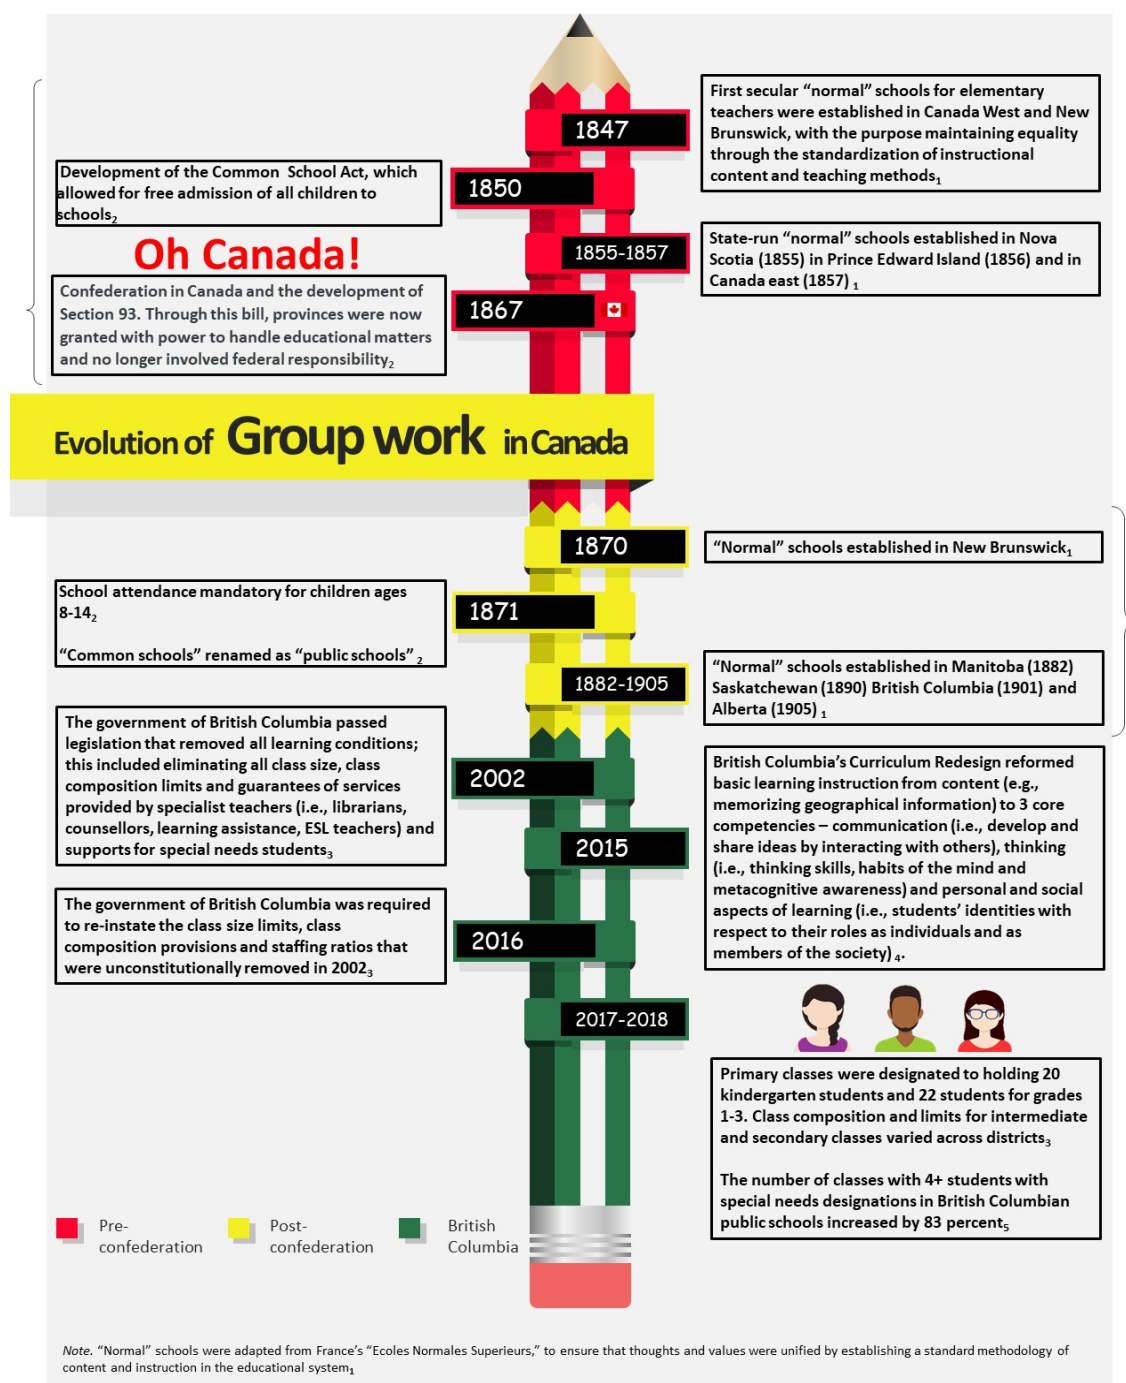 1847
First secular “normal” schools for elementary
teachers were established in Canada West and New
Brunswick, with the purpose maintaining equality
through the standardization of instructional
content and teaching methods1
Development of the Common School Act, which
allowed for free admission of all children to
schools2
1850
Oh Canada!
1855-1857
State-run “normal” schools established in Nova
Scotia (1855) in Prince Edward Island (1856) and in
Canada east (1857) 1
Confederation in Canada and the development of
Section 93. Through this bill, provinces were now
granted with power to handle educational matters
and no longer involved federal responsibility2
1867
Evolution of Group work in Canada
1870
“Normal” schools established in New Brunswick1
School attendance mandatory for children ages
8-142
“Common schools” renamed as “public schools” 2
1871
1882-1905
“Normal” schools established in Manitoba (1882)
Saskatchewan (1890) British Columbia (1901) and
Alberta (1905) 1
The government of British Columbia passed
legislation that removed all learning conditions;
this included eliminating all class size, class
composition limits and guarantees of services
provided by specialist teachers (i.e., librarians,
counsellors, learning assistance, ESL teachers) and
supports for special needs students3
2002
2015
British Columbia’s Curriculum Redesign reformed
basic learning instruction from content (e.g.,
memorizing geographical information) to 3 core
competencies – communication (i.e., develop and
share ideas by interacting with others), thinking
(i.e., thinking skills, habits of the mind and
metacognitive awareness) and personal and social
aspects of learning (i.e., students’ identities with
respect to their roles as individuals and as
members of the society) 4.
The government of British Columbia was required
to re-instate the class size limits, class
composition provisions and staffing ratios that
were unconstitutionally removed in 20023
2016
2017-2018
Primary classes were designated to holding 20
kindergarten students and 22 students for grades
1-3. Class composition and limits for intermediate
and secondary classes varied across districts3
The number of classes with 4+ students with
special needs designations in British Columbian
public schools increased by 83 percent5
Pre-
confederation
Post-
confederation
British
Columbia
Note. “Normal” schools were adapted from France’s “Ecoles Normales Superieurs,” to ensure that thoughts and values were unified by establishing a standard methodology of
content and instruction in the educational system1